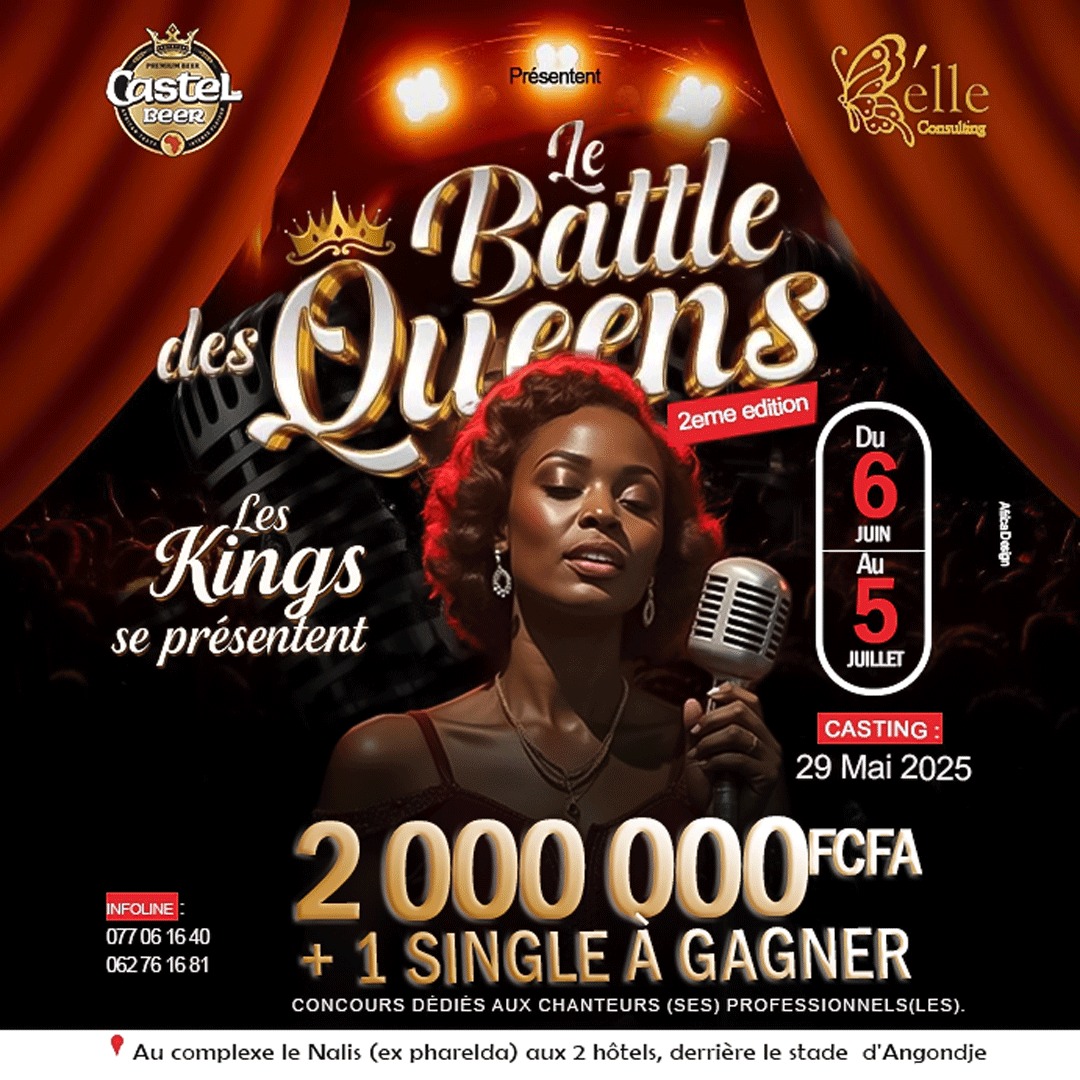 PREMIUM BEER
Castel
BEER
Présentent
R'elle
Consulting
Le
Battle
des Queens
2eme edition
Du
6
JUIN
Au
5
JUILLET
Les
Kings
se présentent
Africa Design
CASTING :
29 Mai 2025
2 000 000 FCFA
+ 1 SINGLE À GAGNER
INFOLINE :
077 06 16 40
062 76 16 81
CONCOURS DÉDIÉS AUX CHANTEURS (SES) PROFESSIONNELS(LES).
Au complexe le Nalis (ex pharelda) aux 2 hôtels, derrière le stade d'Angondje